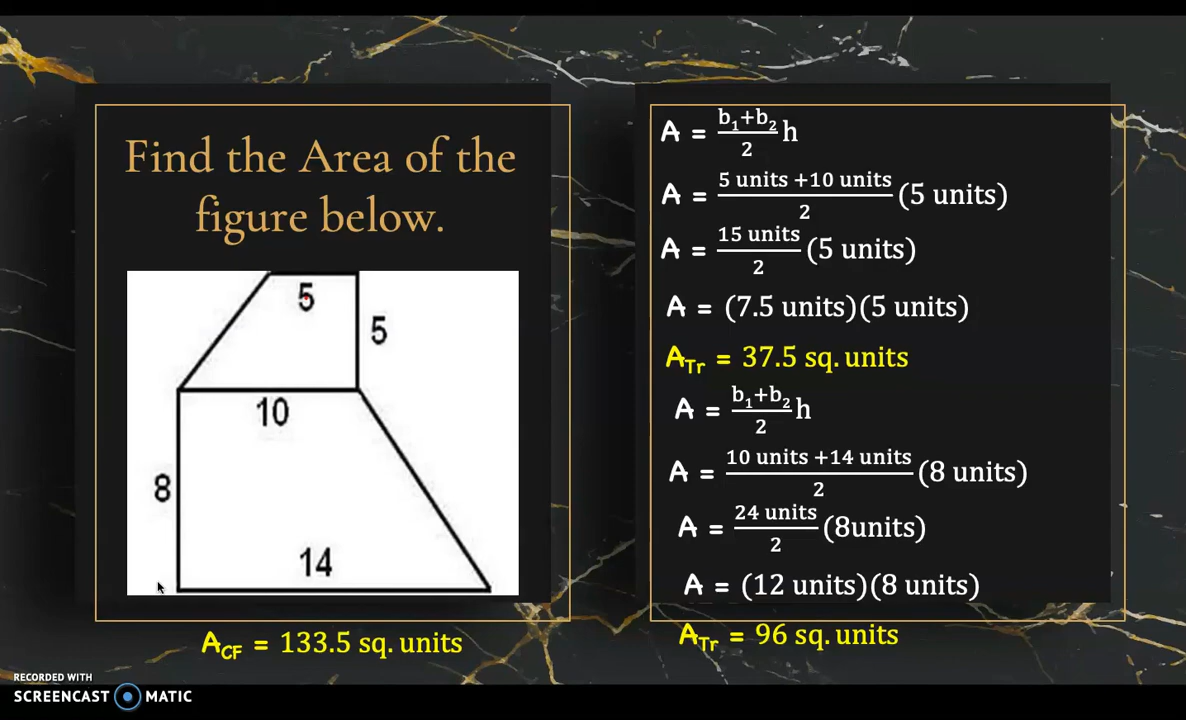 Find the Area of the
figure below.
5
5
10
8
14
A_CF = 133.5 sq. units
A = (b₁+b₂)/2 h
A = (5 units +10 units)/2 (5 units)
A = (15 units)/2 (5 units)
A = (7.5 units)(5 units)
A_Tr = 37.5 sq. units
A = (b₁+b₂)/2 h
A = (10 units +14 units)/2 (8 units)
A = (24 units)/2 (8units)
A = (12 units)(8 units)
A_Tr = 96 sq. units
RECORDED WITH
SCREENCAST MATIC